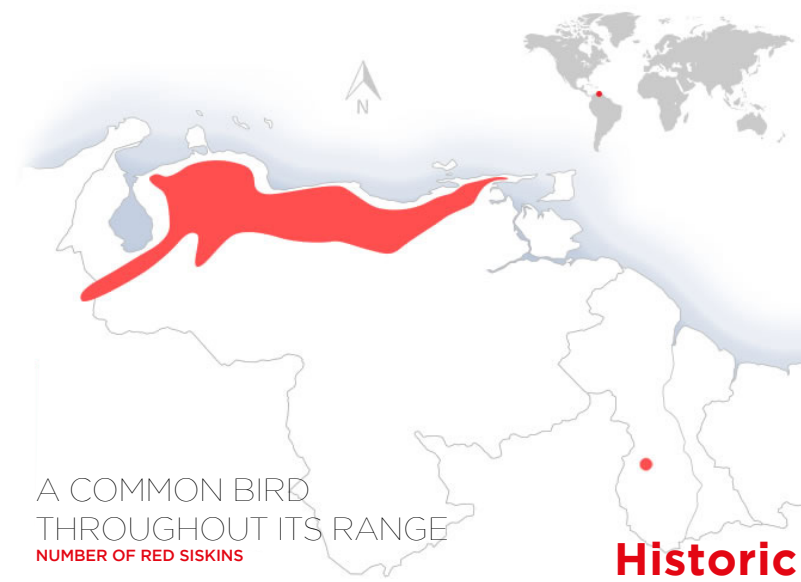 N
A COMMON BIRD
THROUGHOUT ITS RANGE
NUMBER OF RED SISKINS
Historic